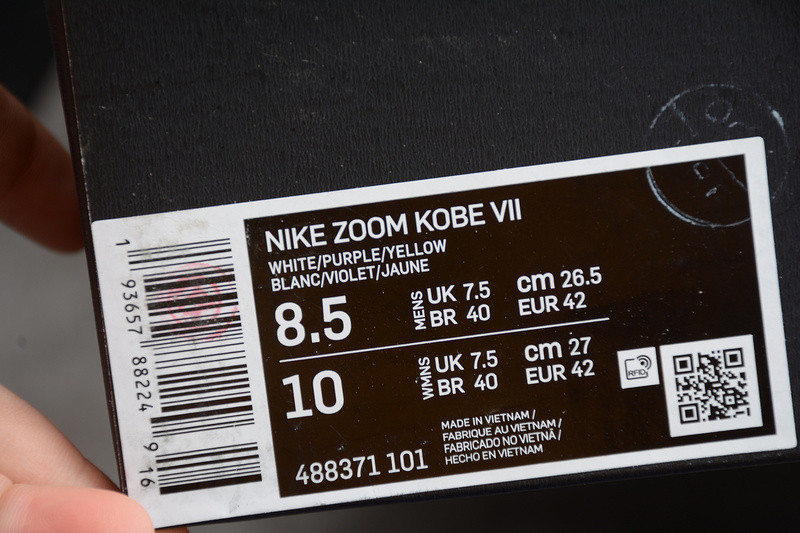 NIKE ZOOM KOBE VII
WHITE/PURPLE/YELLOW
BLANC/VIOLET/JAUNE
8.5
MENS
UK 7.5
BR 40
cm 26.5
EUR 42
10
WMNS
UK 7.5
BR 40
cm 27
EUR 42
RFID
488371 101
MADE IN VIETNAM /
FABRIQUE AU VIETNAM /
FABRICADO NO VIETNÃ /
HECHO EN VIETNAM
1 93657 88224 9 16